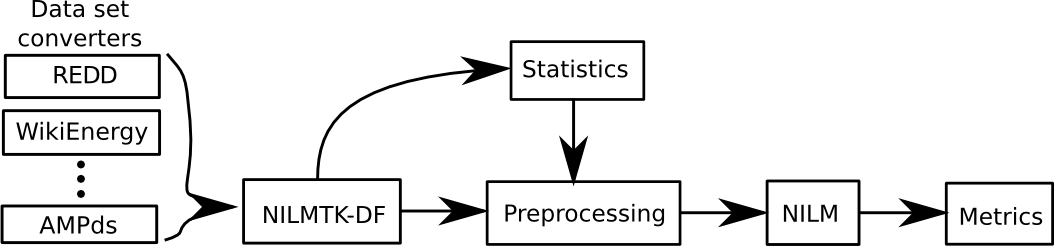 Data set
converters
REDD
WikiEnergy
AMPds
NILMTK-DF
Statistics
Preprocessing
NILM
Metrics